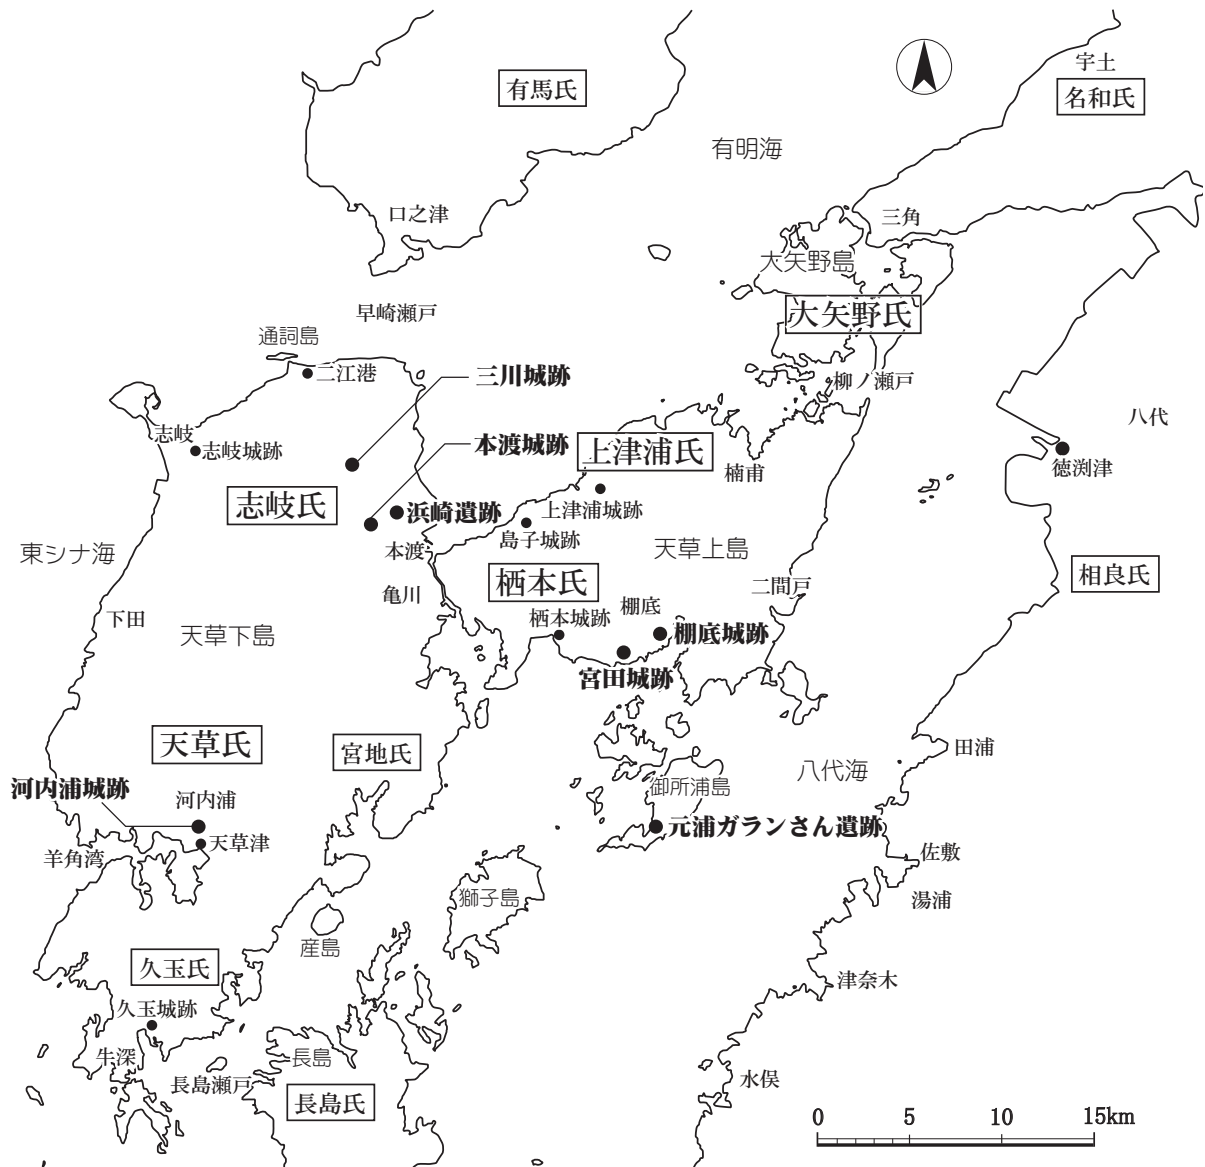 宇土
有馬氏
名和氏
有明海
口之津
三角
大矢野島
早崎瀬戸
大矢野氏
通詞島
二江港
三川城跡
柳ノ瀬戸
志岐
志岐城跡
本渡城跡
上津浦氏
八代
楠甫
徳渕津
志岐氏
浜崎遺跡
上津浦城跡
島子城跡
東シナ海
本渡
天草上島
栖本氏
相良氏
亀川
二間戸
下田
天草下島
栖本城跡
棚底
棚底城跡
宮田城跡
天草氏
宮地氏
田浦
八代海
河内浦城跡
河内浦
御所浦島
元浦ガランさん遺跡
天草津
羊角湾
佐敷
獅子島
湯浦
産島
久玉氏
津奈木
久玉城跡
牛深
長島
長島瀬戸
水俣
長島氏
0 5 10 15km